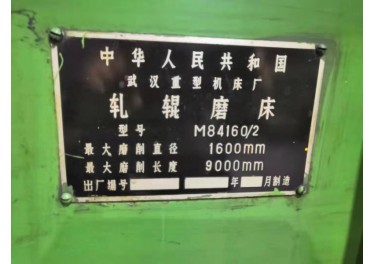 中华人民共和国
武汉重型机床厂
轧辊磨床
型号 M84160/2
最大磨削直径 1600mm
最大磨削长度 9000mm
出厂编号 年 月制造